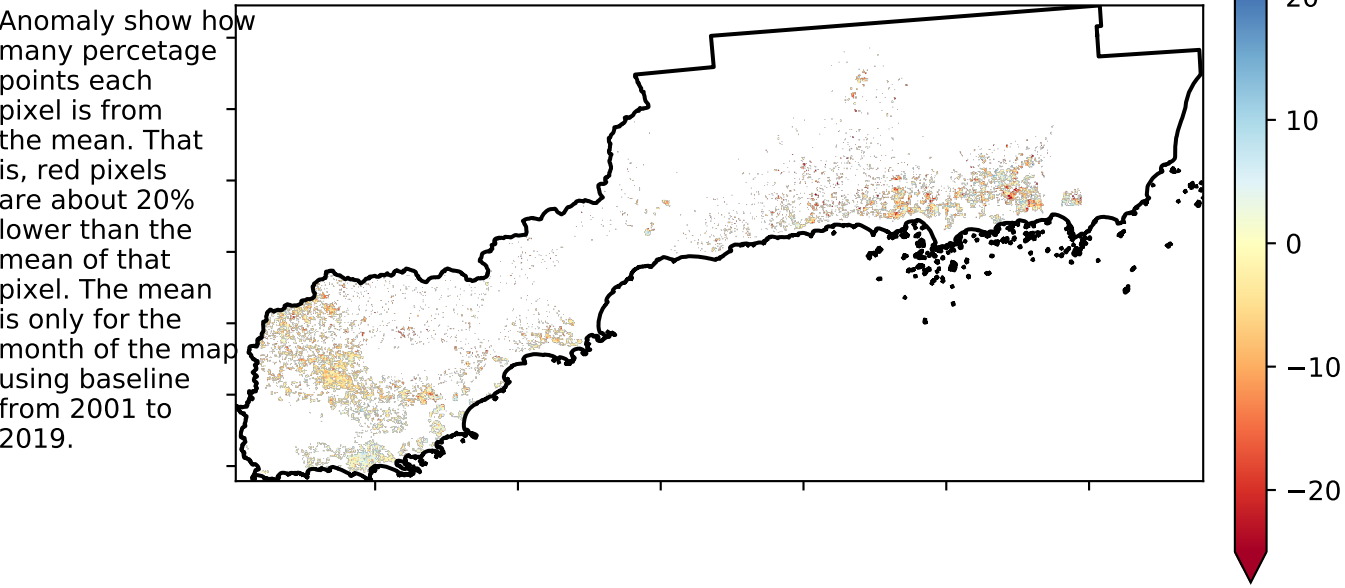 Anomaly show how
many percetage
points each
pixel is from
the mean. That
is, red pixels
are about 20%
lower than the
mean of that
pixel. The mean
is only for the
month of the map
using baseline
from 2001 to
2019.
20
10
0
−10
−20